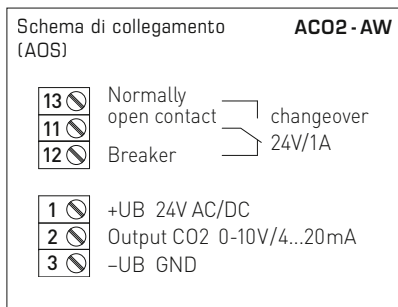 Schema di collegamento ACO2-AW
(AOS)
13 Normally
11 open contact changeover
12 Breaker 24V/1A
1 +UB 24V AC/DC
2 Output CO2 0-10V/4...20mA
3 –UB GND